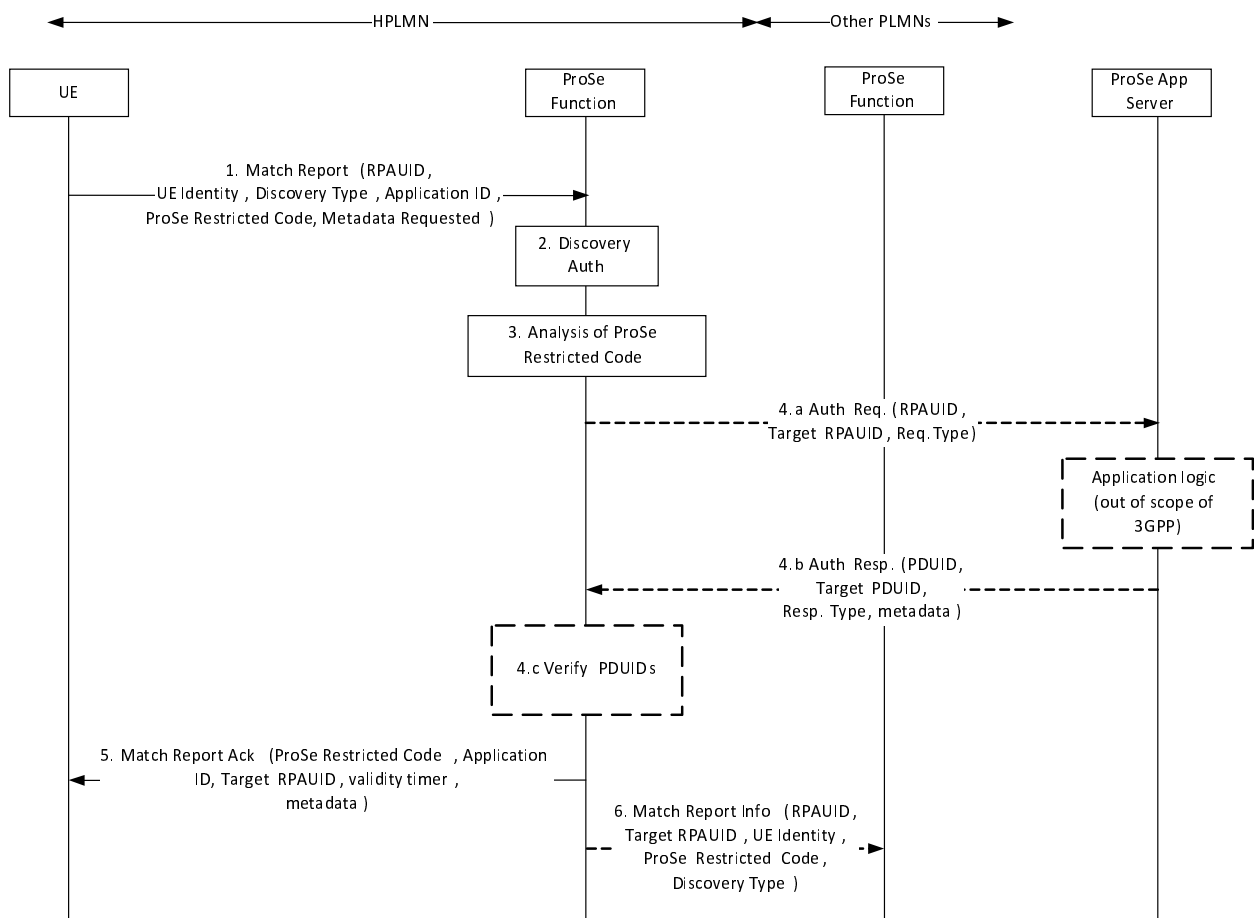 HPLMN
Other PLMNs
UE
ProSe
Function
ProSe
Function
ProSe App
Server
1. Match Report (RPAUID,
UE Identity , Discovery Type , Application ID ,
ProSe Restricted Code, Metadata Requested )
2. Discovery
Auth
3. Analysis of ProSe
Restricted Code
4.a Auth Req. (RPAUID,
Target RPAUID, Req. Type)
Application logic
(out of scope of
3GPP)
4.b Auth Resp. (PDUID,
Target PDUID,
Resp. Type, metadata )
4.c Verify PDUIDs
5. Match Report Ack (ProSe Restricted Code , Application
ID, Target RPAUID, validity timer ,
metadata )
6. Match Report Info (RPAUID,
Target RPAUID , UE Identity ,
ProSe Restricted Code,
Discovery Type )